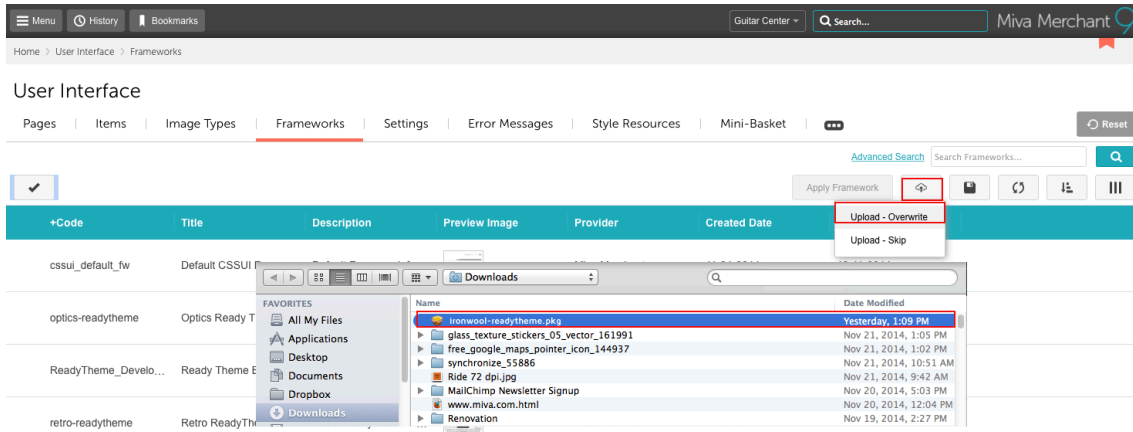 Menu History Bookmarks Guitar Center Search... Miva Merchant 9
Home > User Interface > Frameworks
User Interface
Pages Items Image Types Frameworks Settings Error Messages Style Resources Mini-Basket Reset
Advanced Search Search Frameworks...
Apply Framework
Upload - Overwrite
Upload - Skip
+Code Title Description Preview Image Provider Created Date
cssui_default_fw Default CSSUI
Downloads
FAVORITES Name Date Modified
All My Files ironwool-readytheme.pkg Yesterday, 1:09 PM
optics-readytheme Optics Ready T
Applications glass_texture_stickers_05_vector_161991 Nov 21, 2014, 1:05 PM
Desktop free_google_maps_pointer_icon_144937 Nov 21, 2014, 1:02 PM
synchronize_55886 Nov 21, 2014, 10:51 AM
ReadyTheme_Develo... Ready Theme
Documents Ride 72 dpi.jpg Nov 21, 2014, 9:42 AM
Dropbox MailChimp Newsletter Signup Nov 20, 2014, 5:03 PM
www.miva.com.html Nov 20, 2014, 12:04 PM
Downloads Renovation Nov 19, 2014, 2:27 PM
retro-readytheme Retro ReadyTh